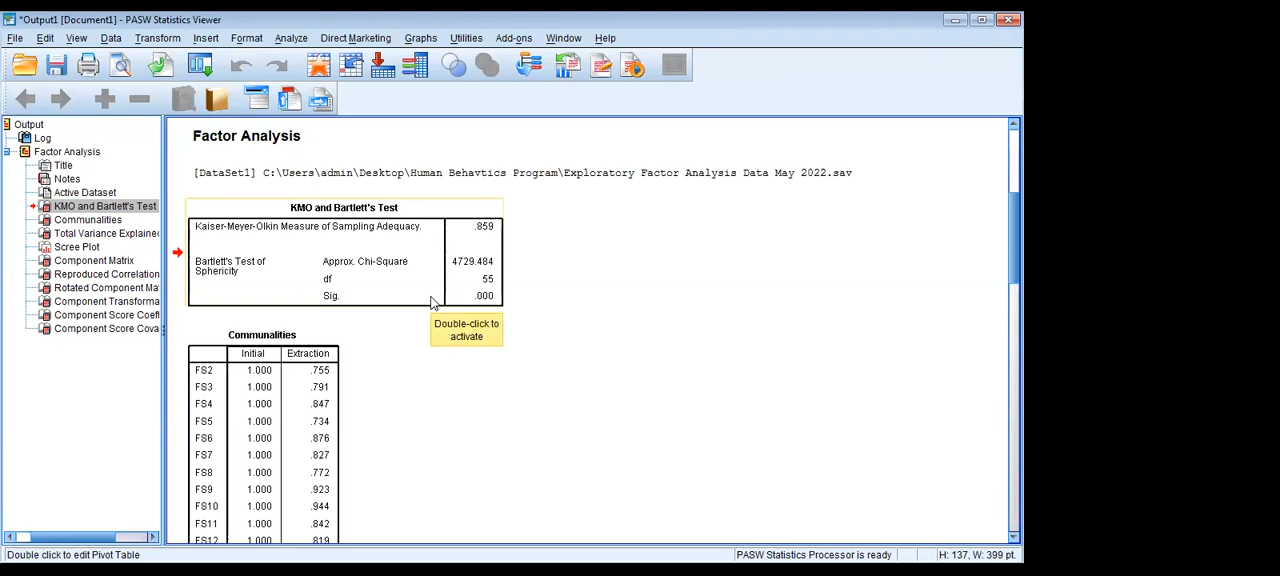 *Output1 [Document1] - PASW Statistics Viewer
File Edit View Data Transform Insert Format Analyze Direct Marketing Graphs Utilities Add-ons Window Help
Output
Log
Factor Analysis
Title
Notes
Active Dataset
KMO and Bartlett's Test
Communalities
Total Variance Explaine
Scree Plot
Component Matrix
Reproduced Correlation
Rotated Component Ma
Component Transforma
Component Score Coeff
Component Score Cova
Factor Analysis
[DataSet1] C:\Users\admin\Desktop\Human Behavtics Program\Exploratory Factor Analysis Data May 2022.sav
KMO and Bartlett's Test
Kaiser-Meyer-Olkin Measure of Sampling Adequacy. .859
Bartlett's Test of Sphericity Approx. Chi-Square 4729.484
df 55
Sig. .000
Double-click to
activate
Communalities
Initial Extraction
FS2 1.000 .755
FS3 1.000 .791
FS4 1.000 .847
FS5 1.000 .734
FS6 1.000 .876
FS7 1.000 .827
FS8 1.000 .772
FS9 1.000 .923
FS10 1.000 .944
FS11 1.000 .842
FS12 1.000 .819
Double click to edit Pivot Table PASW Statistics Processor is ready H: 137, W: 399 pt.